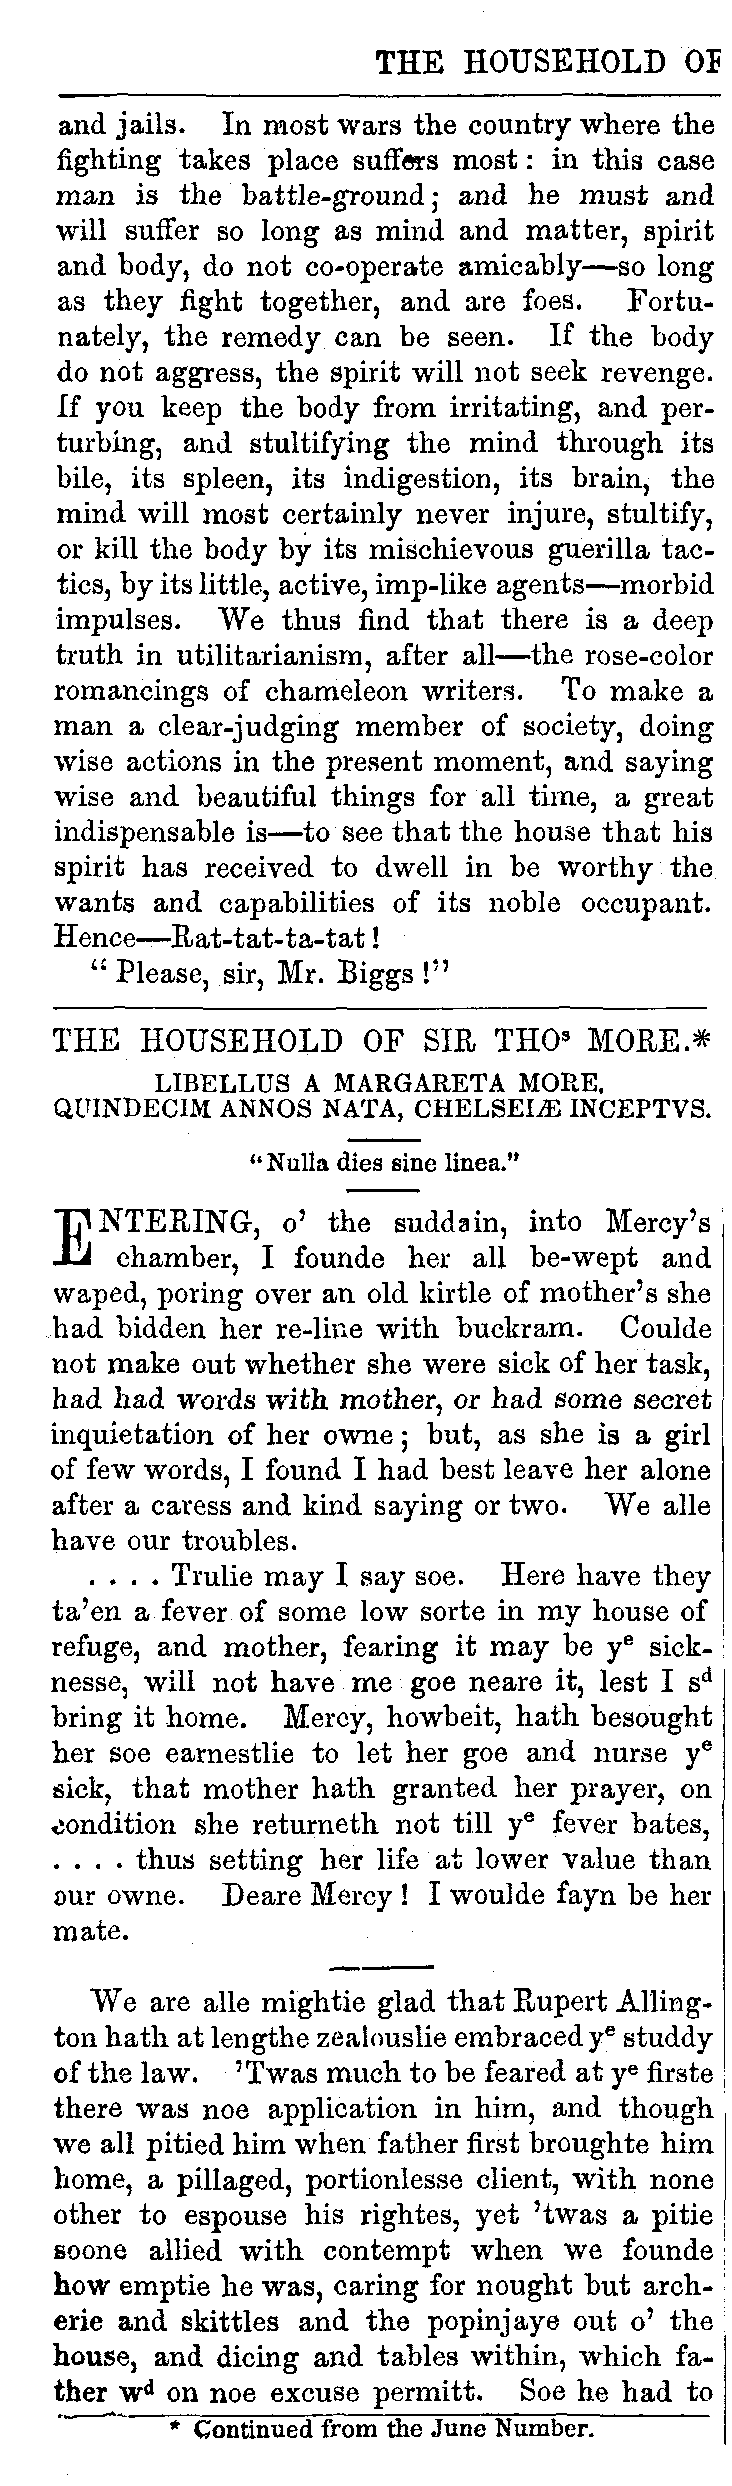 THE HOUSEHOLD OF
and jails. In most wars the country where the
fighting takes place suffers most: in this case
man is the battle-ground; and he must and
will suffer so long as mind and matter, spirit
and body, do not co-operate amicably—so long
as they fight together, and are foes. Fortu-
nately, the remedy can be seen. If the body
do not aggress, the spirit will not seek revenge.
If you keep the body from irritating, and per-
turbing, and stultifying the mind through its
bile, its spleen, its indigestion, its brain, the
mind will most certainly never injure, stultify,
or kill the body by its mischievous guerilla tac-
tics, by its little, active, imp-like agents—morbid
impulses. We thus find that there is a deep
truth in utilitarianism, after all—the rose-color
romancings of chameleon writers. To make a
man a clear-judging member of society, doing
wise actions in the present moment, and saying
wise and beautiful things for all time, a great
indispensable is—to see that the house that his
spirit has received to dwell in be worthy the
wants and capabilities of its noble occupant.
Hence—Rat-tat-ta-tat!
"Please, sir, Mr. Biggs!"
THE HOUSEHOLD OF SIR THOˢ MORE.*
LIBELLUS A MARGARETA MORE,
QUINDECIM ANNOS NATA, CHELSEIÆ INCEPTVS.
"Nulla dies sine linea."
ENTERING, o' the suddain, into Mercy's
chamber, I founde her all be-wept and
waped, poring over an old kirtle of mother's she
had bidden her re-line with buckram. Coulde
not make out whether she were sick of her task,
had had words with mother, or had some secret
inquietation of her owne; but, as she is a girl
of few words, I found I had best leave her alone
after a caress and kind saying or two. We alle
have our troubles.
. . . . Trulie may I say soe. Here have they
ta'en a fever of some low sorte in my house of
refuge, and mother, fearing it may be yᵉ sick-
nesse, will not have me goe neare it, lest I sᵈ
bring it home. Mercy, howbeit, hath besought
her soe earnestlie to let her goe and nurse yᵉ
sick, that mother hath granted her prayer, on
condition she returneth not till yᵉ fever bates,
. . . . thus setting her life at lower value than
our owne. Deare Mercy! I woulde fayn be her
mate.
We are alle mightie glad that Rupert Alling-
ton hath at lengthe zealouslie embraced yᵉ studdy
of the law. 'Twas much to be feared at yᵉ firste
there was noe application in him, and though
we all pitied him when father first broughte him
home, a pillaged, portionlesse client, with none
other to espouse his rightes, yet 'twas a pitie
soone allied with contempt when we founde
how emptie he was, caring for nought but arch-
erie and skittles and the popinjaye out o' the
house, and dicing and tables within, which fa-
ther wᵈ on noe excuse permitt. Soe he had to
* Continued from the June Number.